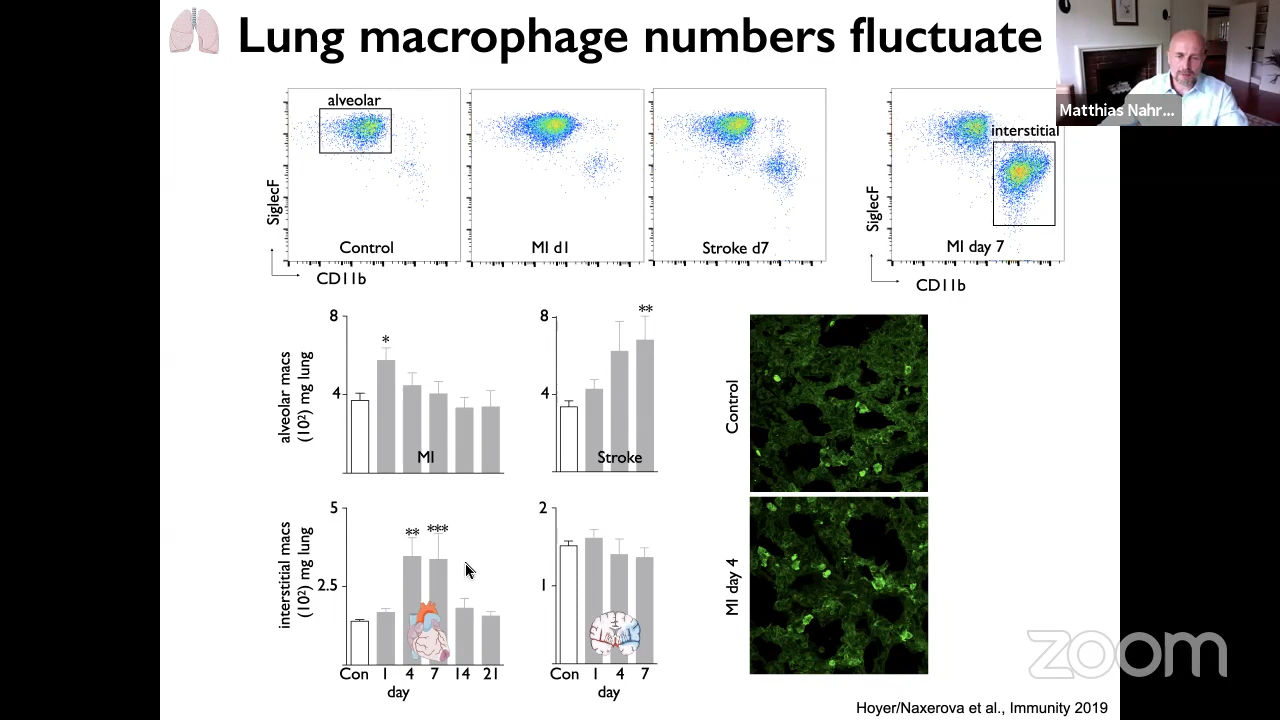 Lung macrophage numbers fluctuate
Matthias Nahr...
alveolar
interstitial
SiglecF
Control
MI d1
Stroke d7
SiglecF
MI day 7
CD11b
CD11b
alveolar macs
(10²) mg lung
8
4
*
MI
8
4
**
Stroke
Control
interstitial macs
(10²) mg lung
5
2.5
** ***
Con 1 4 7 14 21
day
2
1
Con 1 4 7
day
MI day 4
zoom
Hoyer/Naxerova et al., Immunity 2019